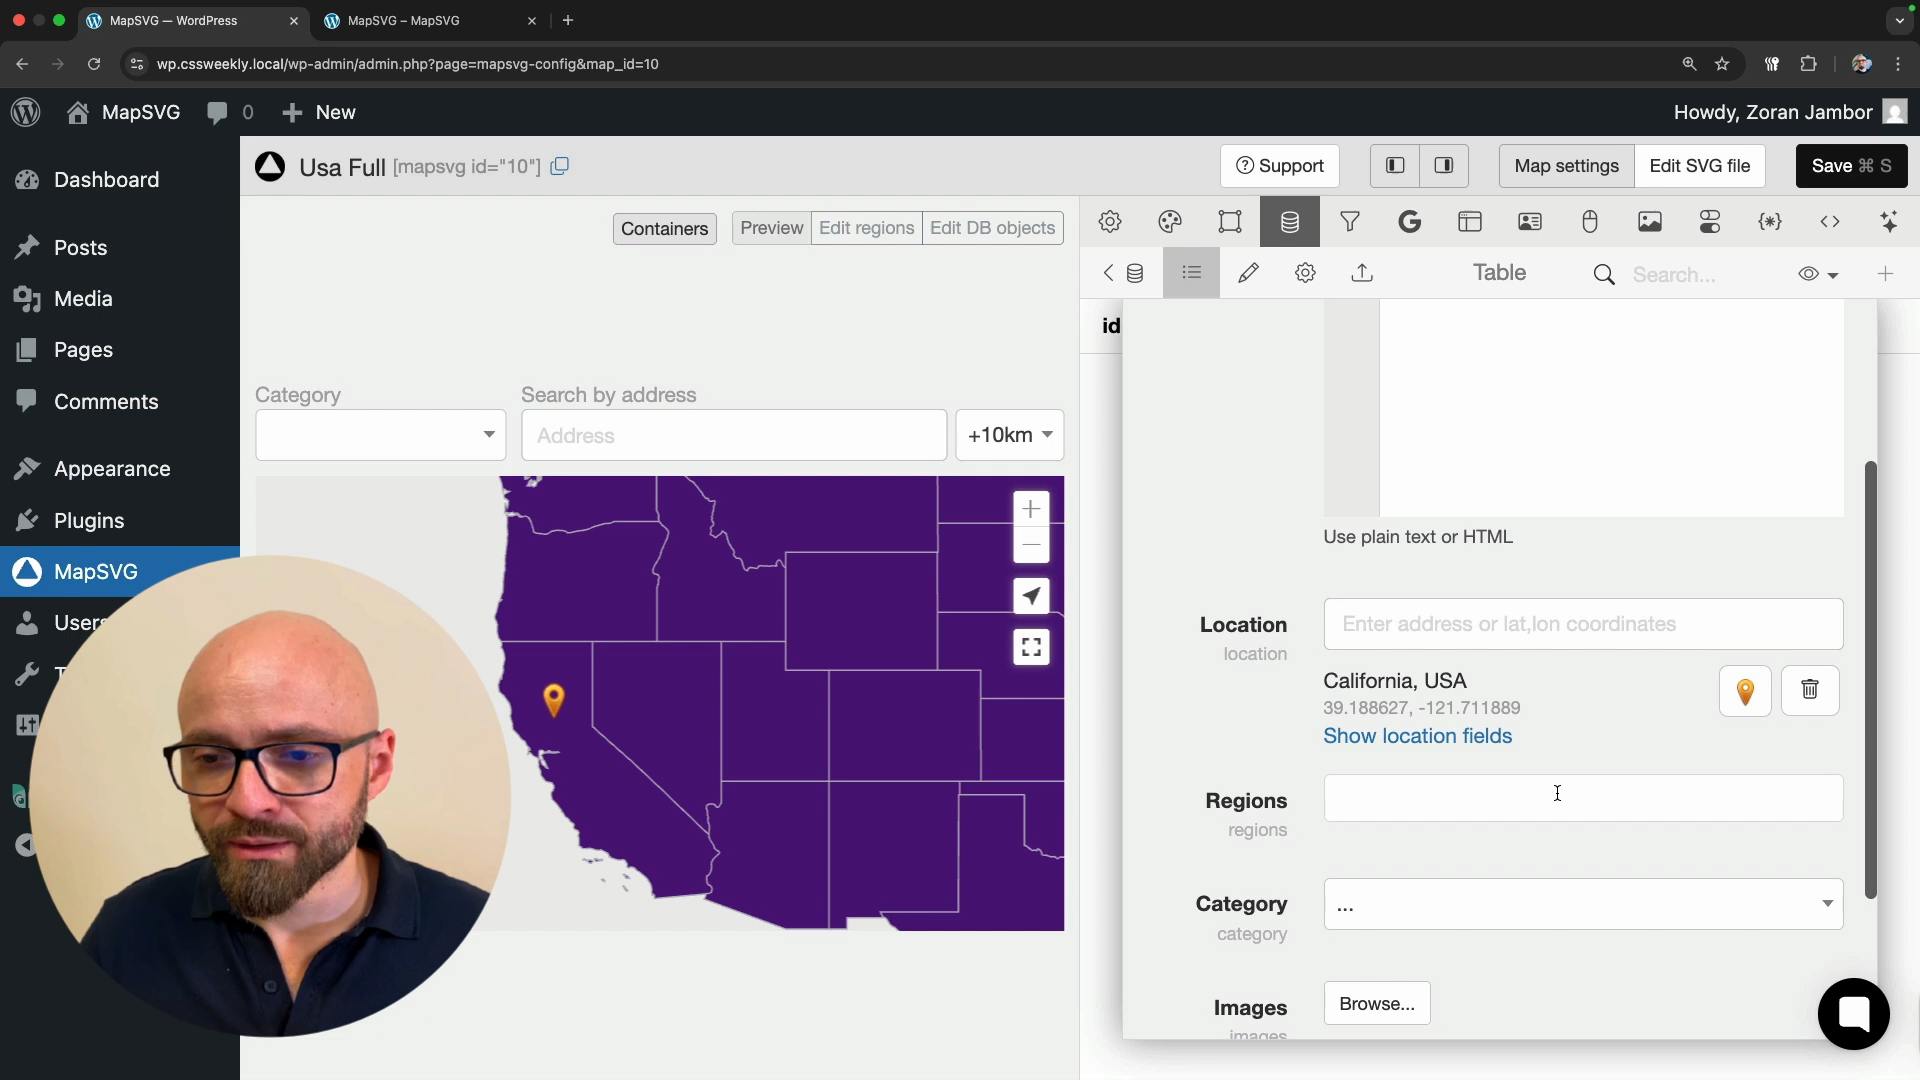 MapSVG — WordPress
MapSVG – MapSVG
wp.cssweekly.local/wp-admin/admin.php?page=mapsvg-config&map_id=10
MapSVG
0
New
Howdy, Zoran Jambor
Dashboard
Posts
Media
Pages
Comments
Appearance
Plugins
MapSVG
Users
T
Usa Full [mapsvg id="10"]
Support
Map settings
Edit SVG file
Save ⌘ S
Containers
Preview
Edit regions
Edit DB objects
Category
Search by address
Address
+10km
Table
Search...
id
Use plain text or HTML
Location
location
Enter address or lat,lon coordinates
California, USA
39.188627, -121.711889
Show location fields
Regions
regions
Category
category
...
Images
images
Browse...